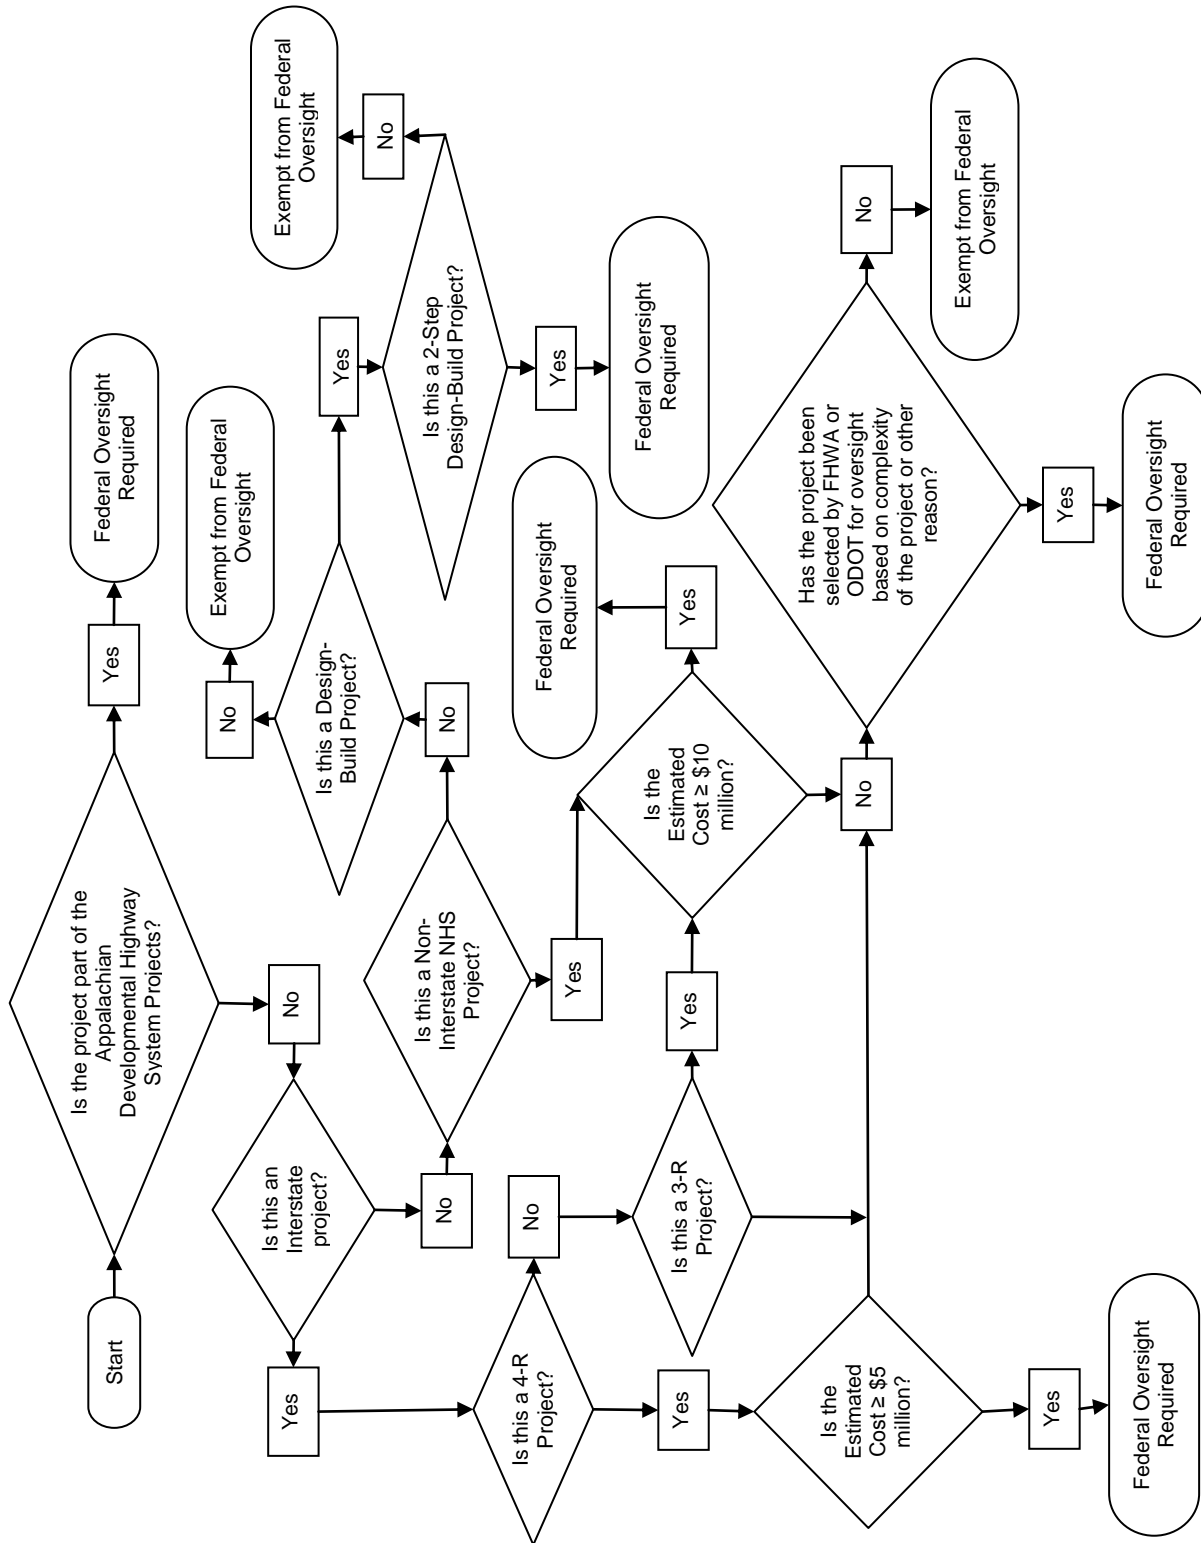 Start
Is the project part of the
Appalachian
Developmental Highway
System Projects?
Yes
Federal Oversight
Required
No
Is this an
Interstate
project?
Yes
No
Is this a Non-
Interstate NHS
Project?
No
Is this a Design-
Build Project?
No
Exempt from Federal
Oversight
Yes
Is this a 2-Step
Design-Build Project?
No
Exempt from Federal
Oversight
Yes
Federal Oversight
Required
Yes
Is this a 4-R
Project?
No
Is this a 3-R
Project?
Yes
Is the
Estimated
Cost ≥ $10
million?
Yes
Federal Oversight
Required
Yes
Is the
Estimated
Cost ≥ $5
million?
Yes
Federal Oversight
Required
No
Has the project been
selected by FHWA or
ODOT for oversight
based on complexity
of the project or other
reason?
No
Exempt from Federal
Oversight
Yes
Federal Oversight
Required